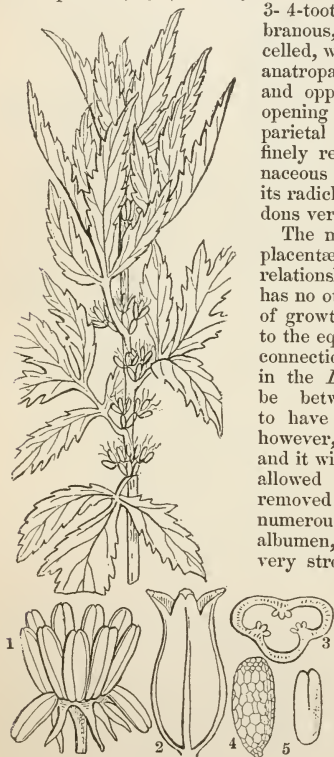 3- 4-toot
branous,
celled, w
anatropa
and opp
opening
parietal
finely re
naceous
its radicl
dons ver
The m
placentæ
relationsh
has no o
of growt
to the eq
connectio
in the
be betw
to have
however,
and it wi
allowed
removed
numerou
albumen,
very stre
1
2
3
4
5